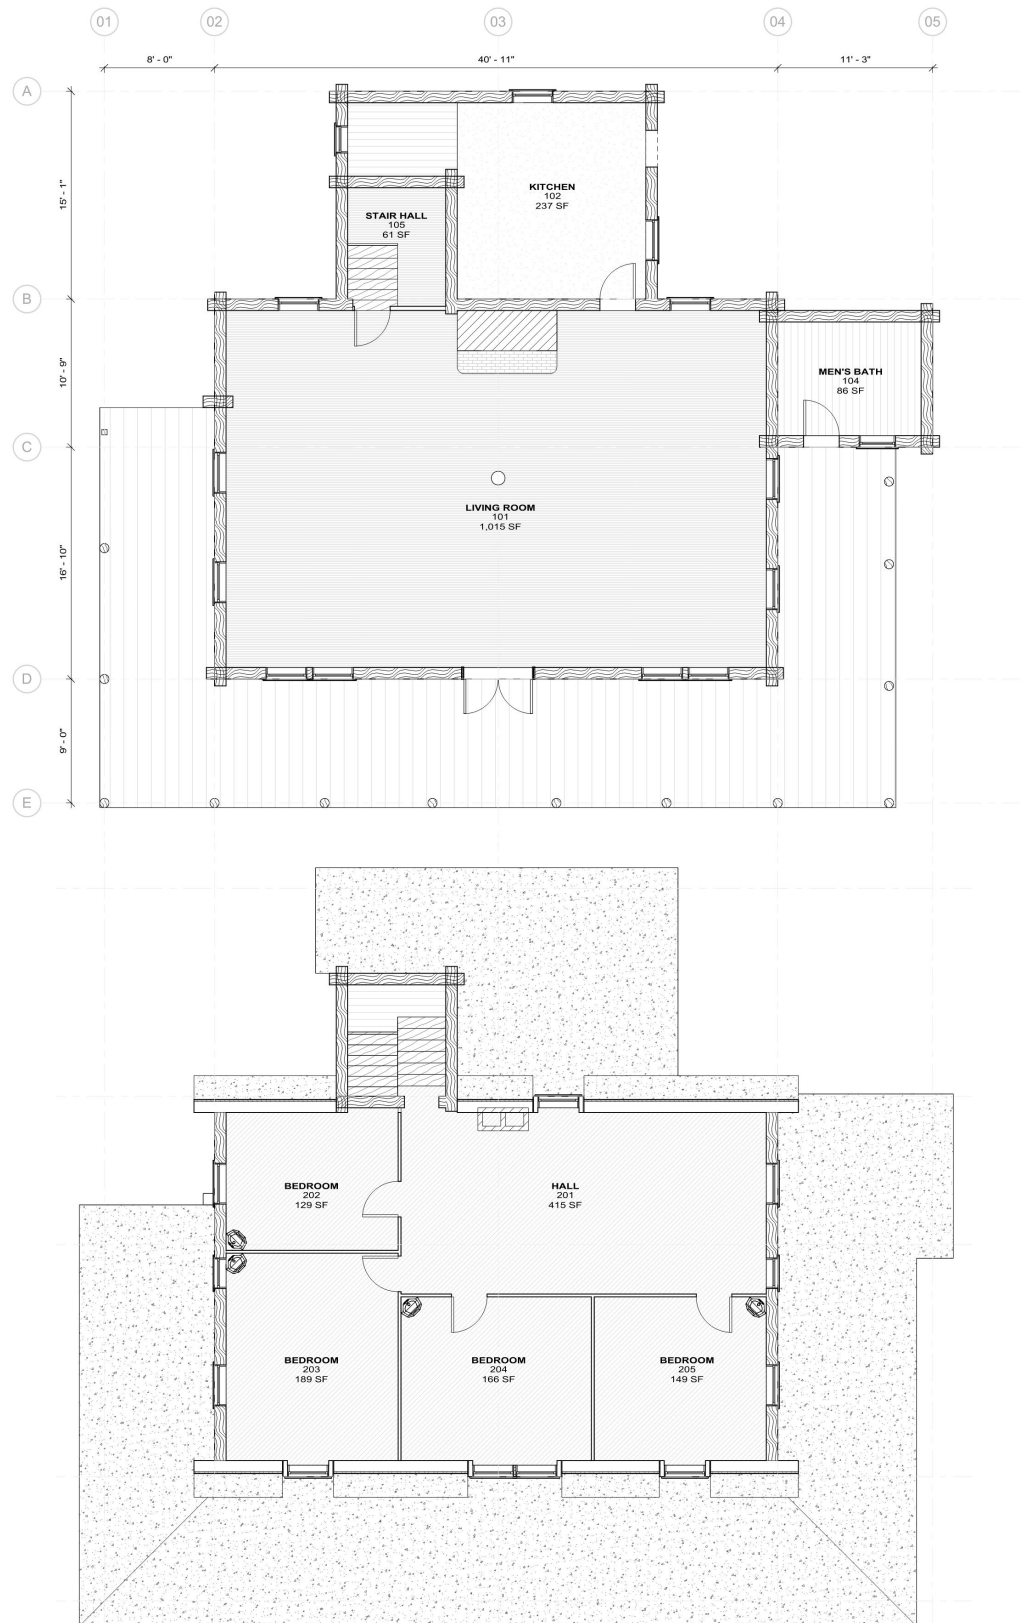 01 02 03 04 05
8' - 0" 40' - 11" 11' - 3"
A
15' - 1"
KITCHEN
102
237 SF
STAIR HALL
105
61 SF
B
10' - 9"
MEN'S BATH
104
86 SF
C
LIVING ROOM
101
1,015 SF
16' - 10"
D
9' - 0"
E
BEDROOM
202
129 SF
HALL
201
415 SF
BEDROOM
203
189 SF
BEDROOM
204
166 SF
BEDROOM
205
149 SF